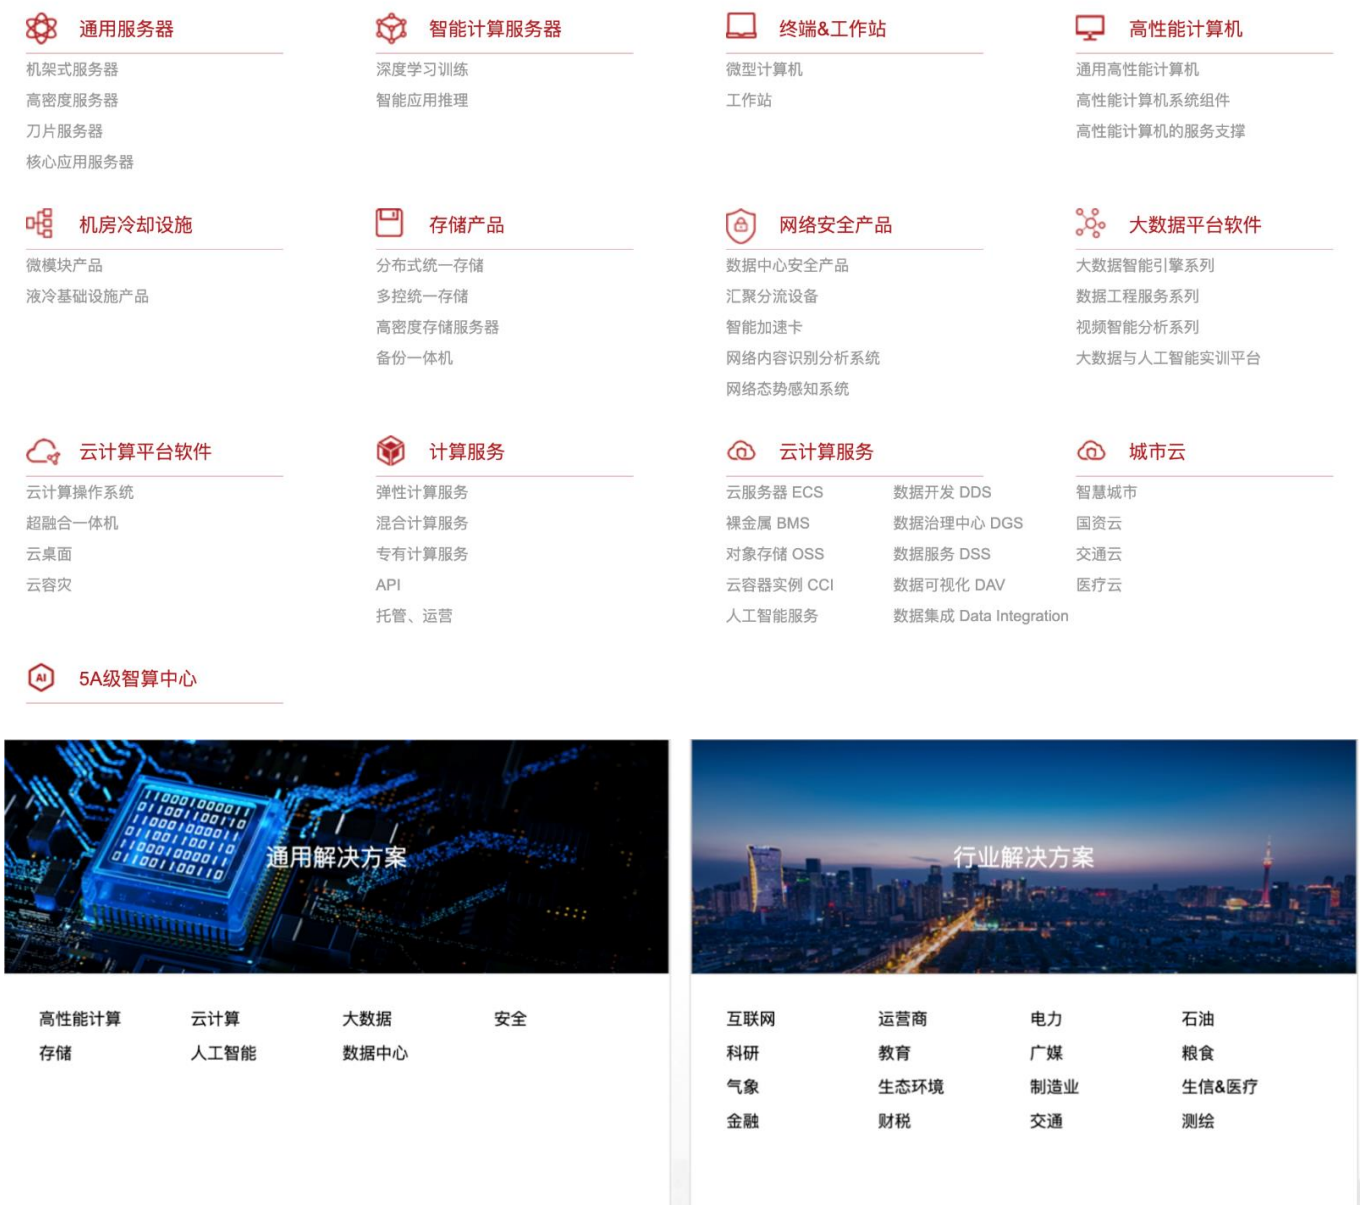 通用服务器
机架式服务器
高密度服务器
刀片服务器
核心应用服务器
智能计算服务器
深度学习训练
智能应用推理
终端&工作站
微型计算机
工作站
高性能计算机
通用高性能计算机
高性能计算机系统组件
高性能计算机的服务支撑
机房冷却设施
微模块产品
液冷基础设施产品
存储产品
分布式统一存储
多控统一存储
高密度存储服务器
备份一体机
网络安全产品
数据中心安全产品
汇聚分流设备
智能加速卡
网络内容识别分析系统
网络态势感知系统
大数据平台软件
大数据智能引擎系列
数据工程服务系列
视频智能分析系列
大数据与人工智能实训平台
云计算平台软件
云计算操作系统
超融合一体机
云桌面
云容灾
计算服务
弹性计算服务
混合计算服务
专有计算服务
API
托管、运营
云计算服务
云服务器 ECS
裸金属 BMS
对象存储 OSS
云容器实例 CCI
人工智能服务
数据开发 DDS
数据治理中心 DGS
数据服务 DSS
数据可视化 DAV
数据集成 Data Integration
城市云
智慧城市
国资云
交通云
医疗云
AI
5A级智算中心
110001000011
010001100110
011001000011
010001100110
011001100011
011001100110
通用解决方案
高性能计算 云计算 大数据 安全
存储 人工智能 数据中心
行业解决方案
互联网 运营商 电力 石油
科研 教育 广媒 粮食
气象 生态环境 制造业 生信&医疗
金融 财税 交通 测绘